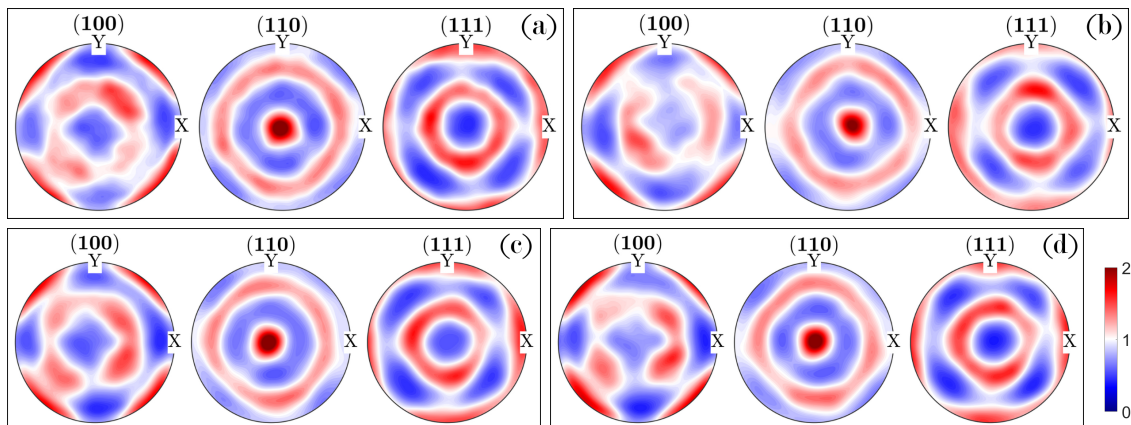 (100) (110) (111) (a)
Y Y Y
X X X
(100) (110) (111) (b)
Y Y Y
X X X
(100) (110) (111) (c)
Y Y Y
X X X
(100) (110) (111) (d)
Y Y Y
X X X
2
1
0